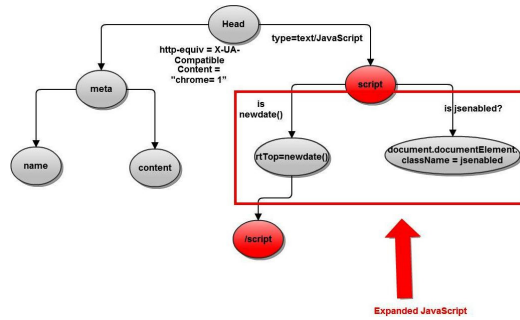 Head
http-equiv = X-UA-
Compatible
Content =
"chrome= 1"
type=text/JavaScript
meta
script
is
newdate()
is jsenabled?
name
content
rtTop=newdate()
document.documentElement.
className = jsenabled
/script
Expanded JavaScript